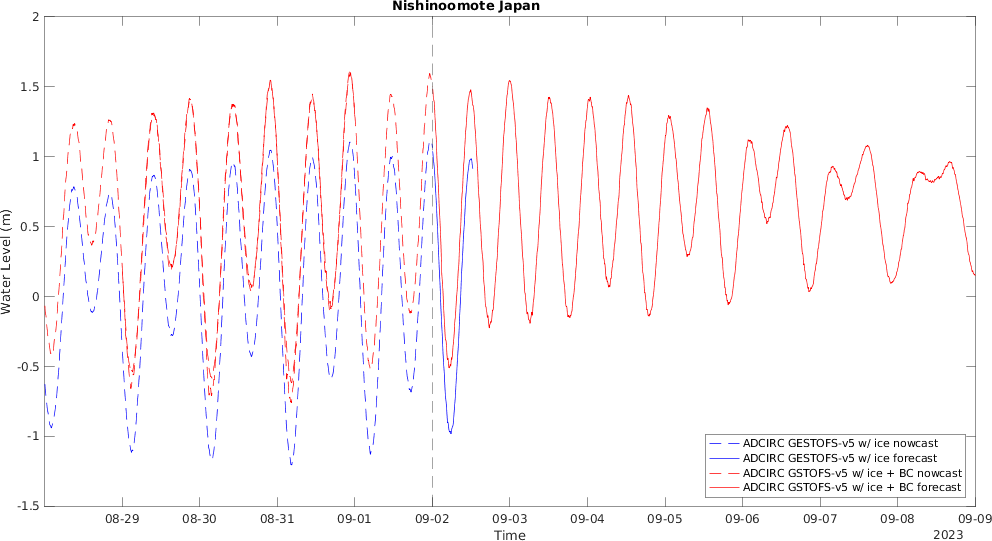 Nishinoomote Japan
2
1.5
1
0.5
0
-0.5
-1
-1.5
Water Level (m)
08-29 08-30 08-31 09-01 09-02 09-03 09-04 09-05 09-06 09-07 09-08 09-09
Time
2023
ADCIRC GESTOFS-v5 w/ ice nowcast
ADCIRC GESTOFS-v5 w/ ice forecast
ADCIRC GSTOFS-v5 w/ ice + BC nowcast
ADCIRC GSTOFS-v5 w/ ice + BC forecast